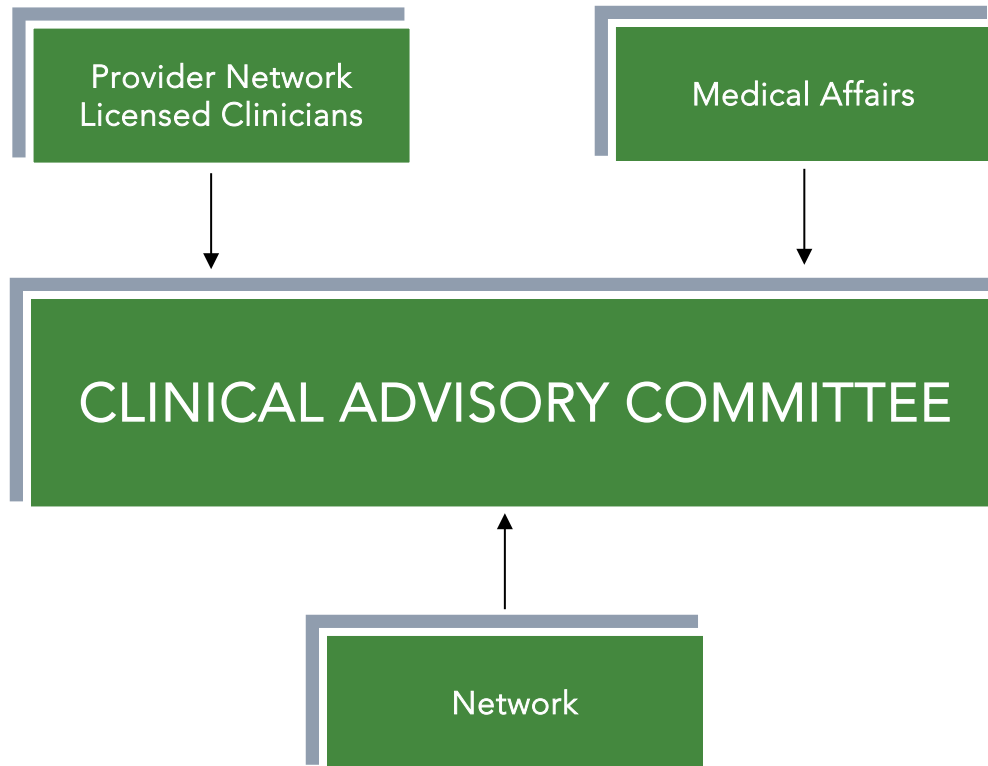 Provider Network
Licensed Clinicians
Medical Affairs
CLINICAL ADVISORY COMMITTEE
Network